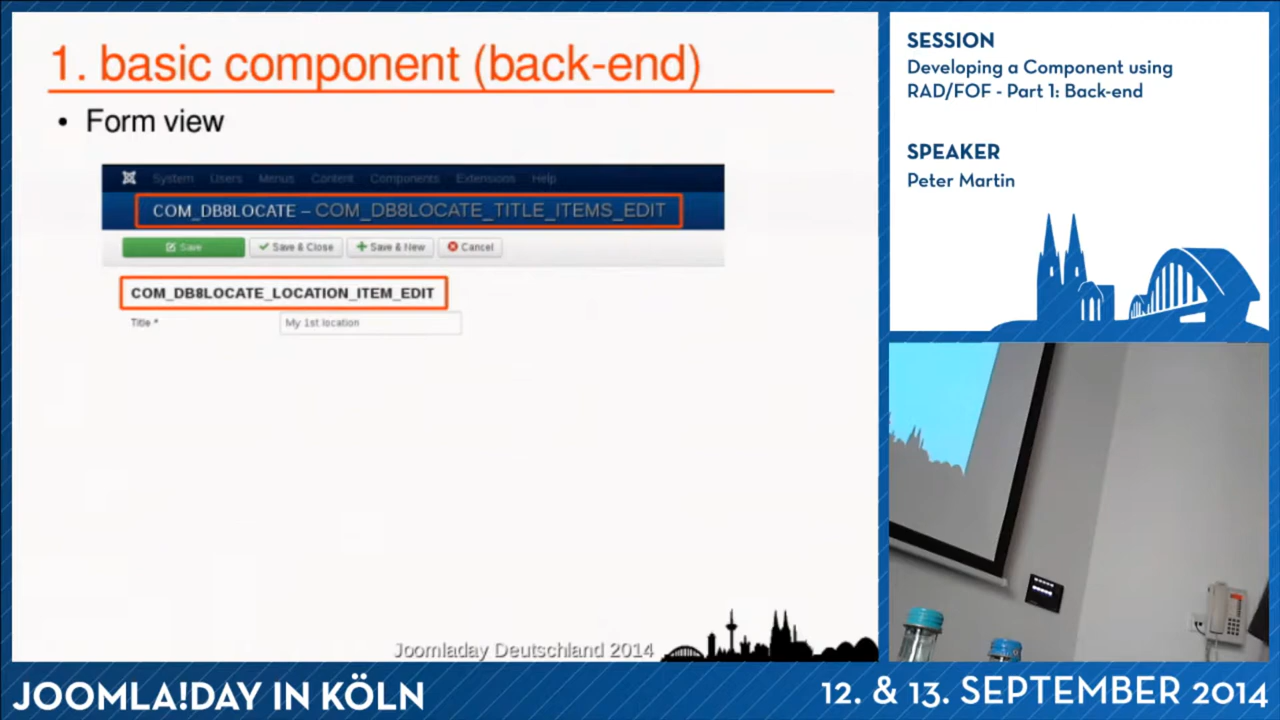 1. basic component (back-end)
• Form view
System Users Menus Content Components Extensions Help
COM_DB8LOCATE – COM_DB8LOCATE_TITLE_ITEMS_EDIT
Save Save & Close Save & New Cancel
COM_DB8LOCATE_LOCATION_ITEM_EDIT
Title * My 1st location
Joomladay Deutschland 2014
SESSION
Developing a Component using
RAD/FOF - Part 1: Back-end
SPEAKER
Peter Martin
JOOMLA!DAY IN KÖLN
12. & 13. SEPTEMBER 2014